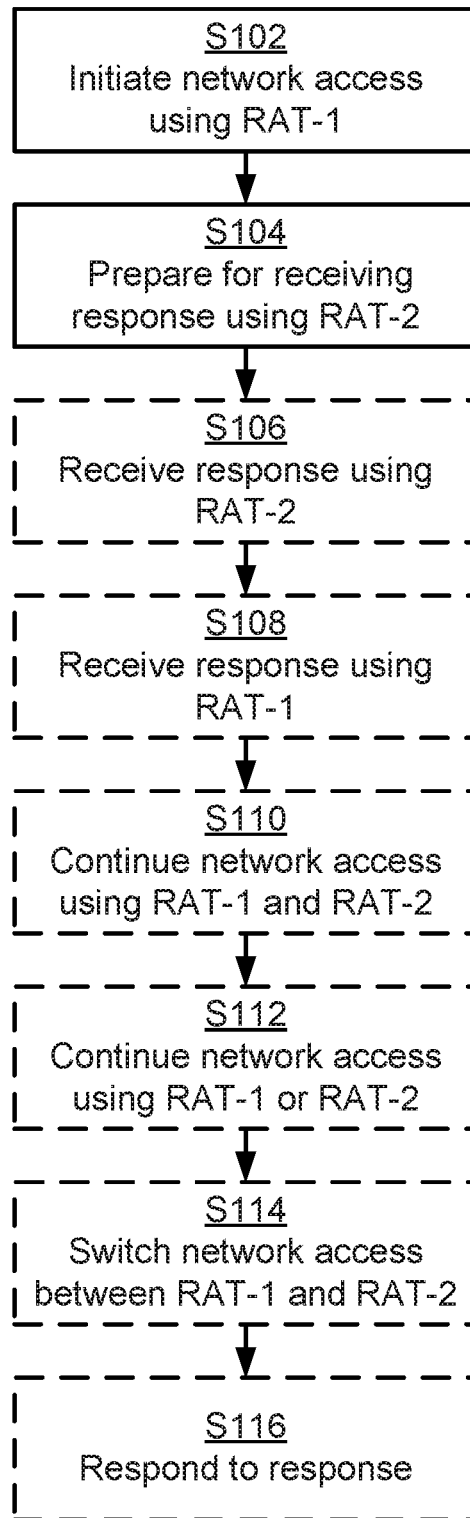 S102
Initiate network access
using RAT-1
S104
Prepare for receiving
response using RAT-2
S106
Receive response using
RAT-2
S108
Receive response using
RAT-1
S110
Continue network access
using RAT-1 and RAT-2
S112
Continue network access
using RAT-1 or RAT-2
S114
Switch network access
between RAT-1 and RAT-2
S116
Respond to response